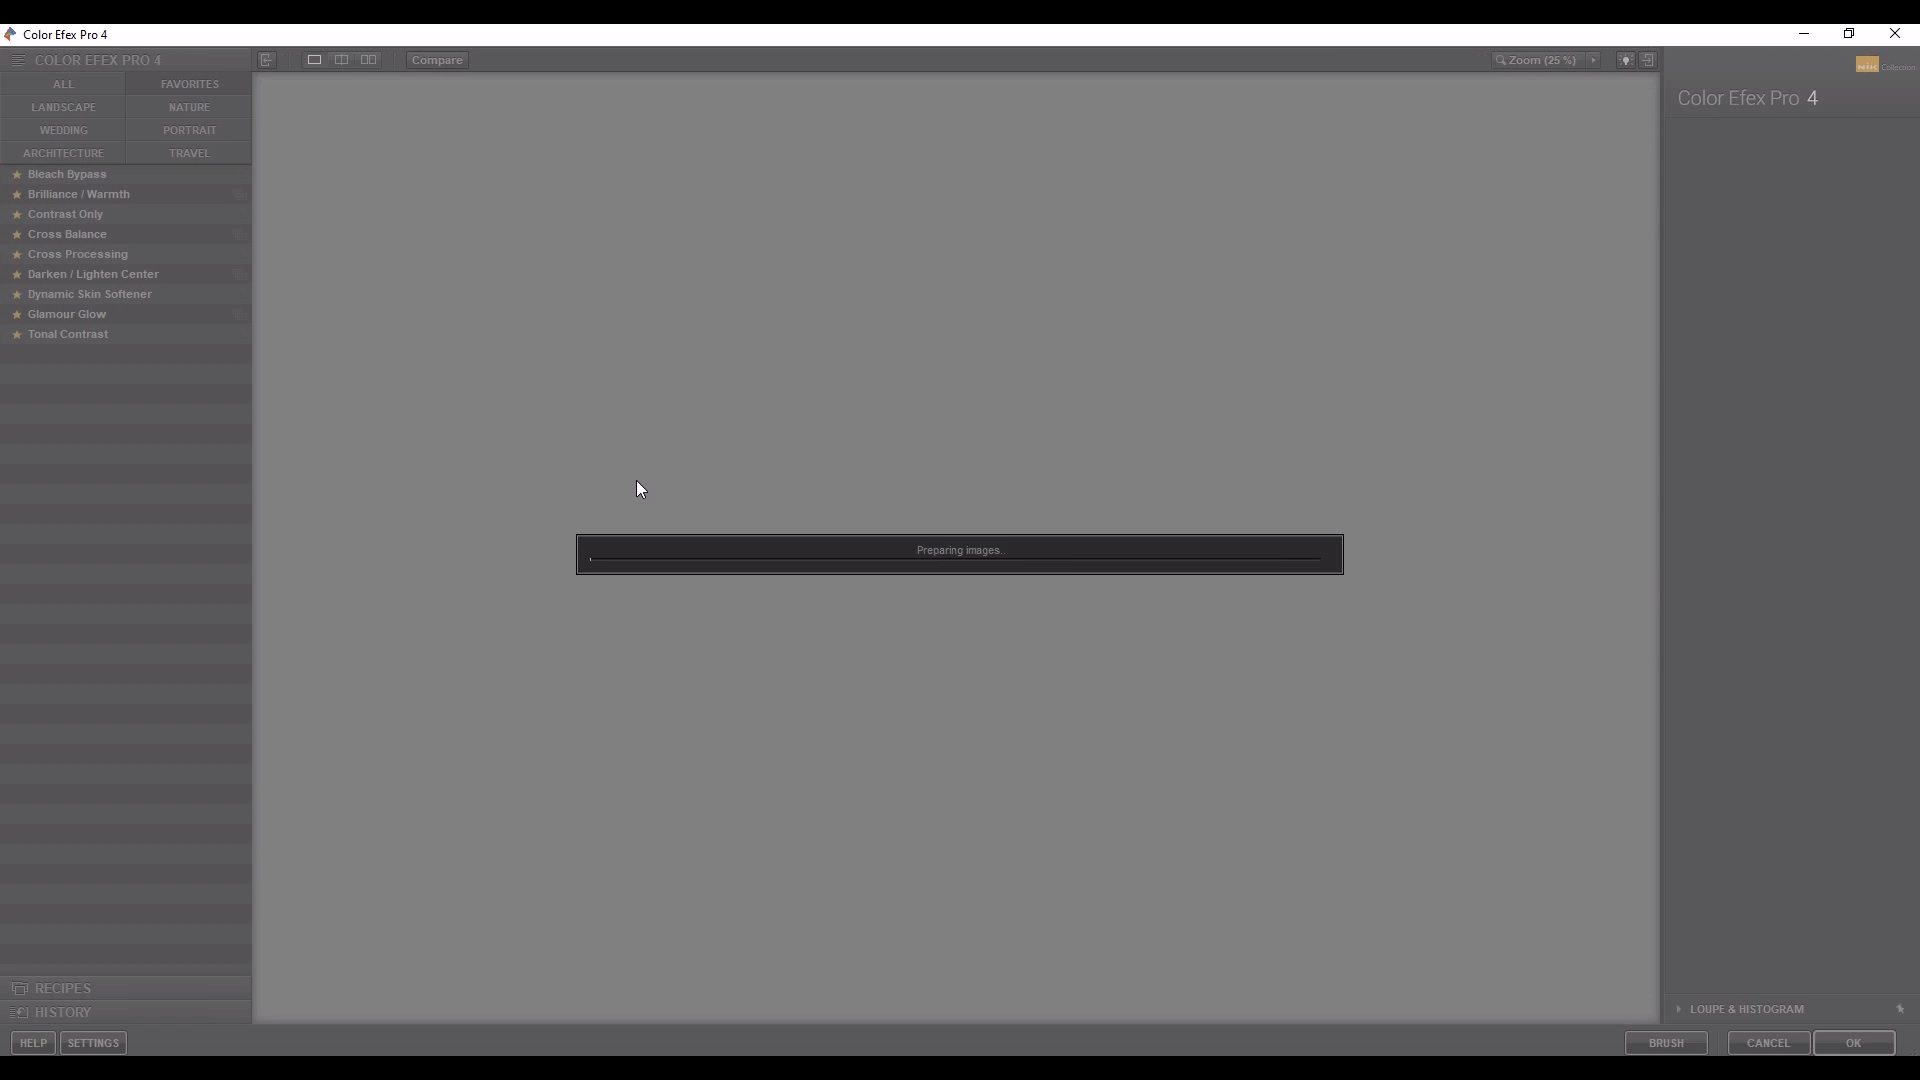 Color Efex Pro 4
COLOR EFEX PRO 4
Compare
Zoom (25 %)
Nik Collection
ALL
FAVORITES
LANDSCAPE
NATURE
WEDDING
PORTRAIT
ARCHITECTURE
TRAVEL
Color Efex Pro 4
Bleach Bypass
Brilliance / Warmth
Contrast Only
Cross Balance
Cross Processing
Darken / Lighten Center
Dynamic Skin Softener
Glamour Glow
Tonal Contrast
Preparing images..
RECIPES
HISTORY
LOUPE & HISTOGRAM
HELP
SETTINGS
BRUSH
CANCEL
OK